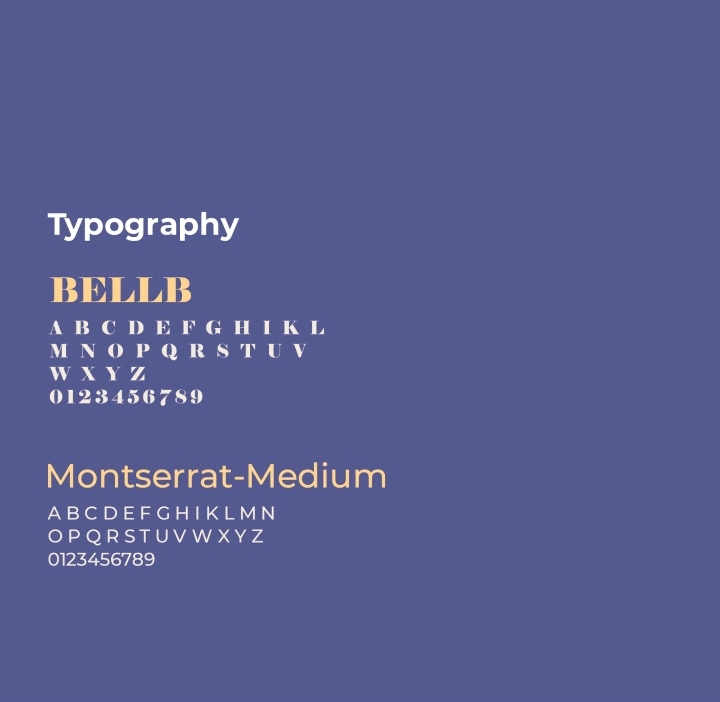 Typography
BELLB
A B C D E F G H I K L
M N O P Q R S T U V
W X Y Z
0123456789
Montserrat-Medium
A B C D E F G H I K L M N
O P Q R S T U V W X Y Z
0123456789